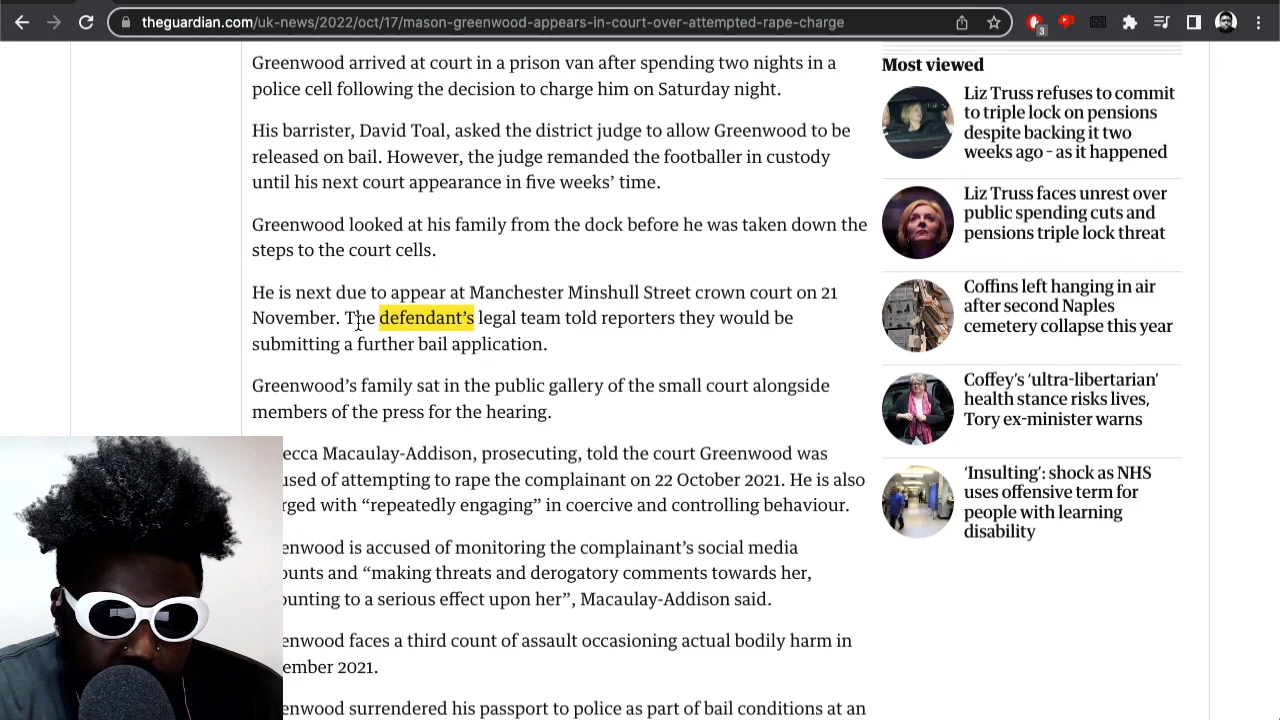 theguardian.com/uk-news/2022/oct/17/mason-greenwood-appears-in-court-over-attempted-rape-charge
3
Greenwood arrived at court in a prison van after spending two nights in a
police cell following the decision to charge him on Saturday night.
His barrister, David Toal, asked the district judge to allow Greenwood to be
released on bail. However, the judge remanded the footballer in custody
until his next court appearance in five weeks’ time.
Greenwood looked at his family from the dock before he was taken down the
steps to the court cells.
He is next due to appear at Manchester Minshull Street crown court on 21
November. The defendant’s legal team told reporters they would be
submitting a further bail application.
Greenwood’s family sat in the public gallery of the small court alongside
members of the press for the hearing.
ecca Macaulay-Addison, prosecuting, told the court Greenwood was
used of attempting to rape the complainant on 22 October 2021. He is also
rged with “repeatedly engaging” in coercive and controlling behaviour.
enwood is accused of monitoring the complainant’s social media
ounts and “making threats and derogatory comments towards her,
ounting to a serious effect upon her”, Macaulay-Addison said.
enwood faces a third count of assault occasioning actual bodily harm in
ember 2021.
enwood surrendered his passport to police as part of bail conditions at an
Most viewed
Liz Truss refuses to commit
to triple lock on pensions
despite backing it two
weeks ago – as it happened
Liz Truss faces unrest over
public spending cuts and
pensions triple lock threat
Coffins left hanging in air
after second Naples
cemetery collapse this year
Coffey’s ‘ultra-libertarian’
health stance risks lives,
Tory ex-minister warns
‘Insulting’: shock as NHS
uses offensive term for
people with learning
disability